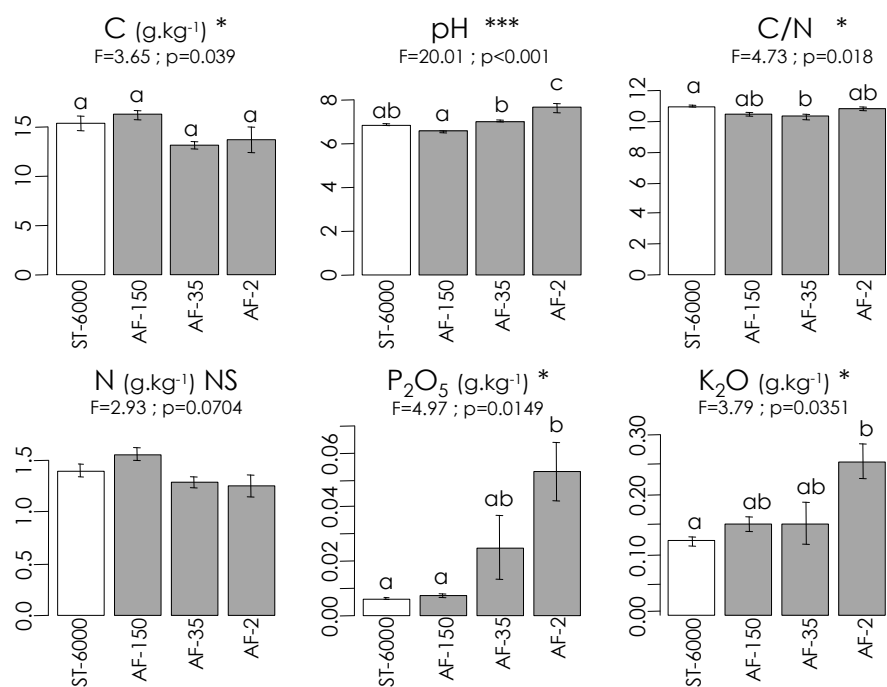 C (g.kg⁻¹) *
F=3.65 ; p=0.039
a
a
a
a
0
5
10
15
ST-6000
AF-150
AF-35
AF-2
pH ***
F=20.01 ; p<0.001
ab
a
b
c
0
2
4
6
8
ST-6000
AF-150
AF-35
AF-2
C/N *
F=4.73 ; p=0.018
a
ab
b
ab
0
2
4
6
8
10
12
ST-6000
AF-150
AF-35
AF-2
N (g.kg⁻¹) NS
F=2.93 ; p=0.0704
0.0
0.5
1.0
1.5
ST-6000
AF-150
AF-35
AF-2
P₂O₅ (g.kg⁻¹) *
F=4.97 ; p=0.0149
a
a
ab
b
0.00
0.02
0.04
0.06
ST-6000
AF-150
AF-35
AF-2
K₂O (g.kg⁻¹) *
F=3.79 ; p=0.0351
a
ab
ab
b
0.00
0.10
0.20
0.30
ST-6000
AF-150
AF-35
AF-2